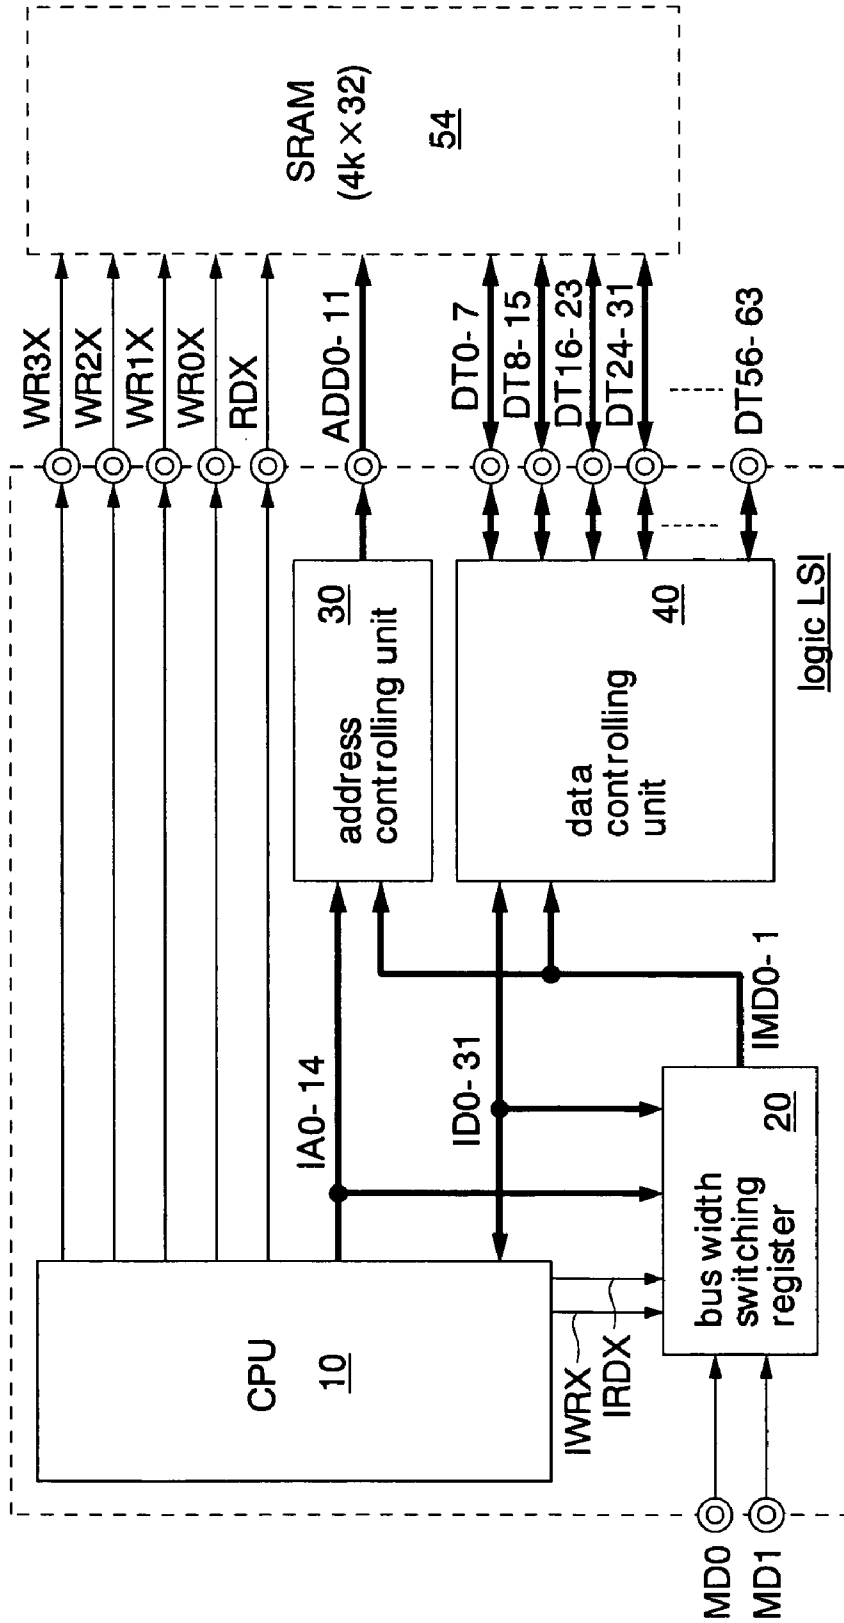 WR3X
WR2X
WR1X
WR0X
RDX
ADD0-11
DT0-7
DT8-15
DT16-23
DT24-31
DT56-63
SRAM
(4k×32)
54
CPU
10
IA0-14
ID0-31
address
controlling unit
30
data
controlling
unit
40
logic LSI
IWRX
IRDX
IMD0-1
bus width
switching
register
20
MD0
MD1